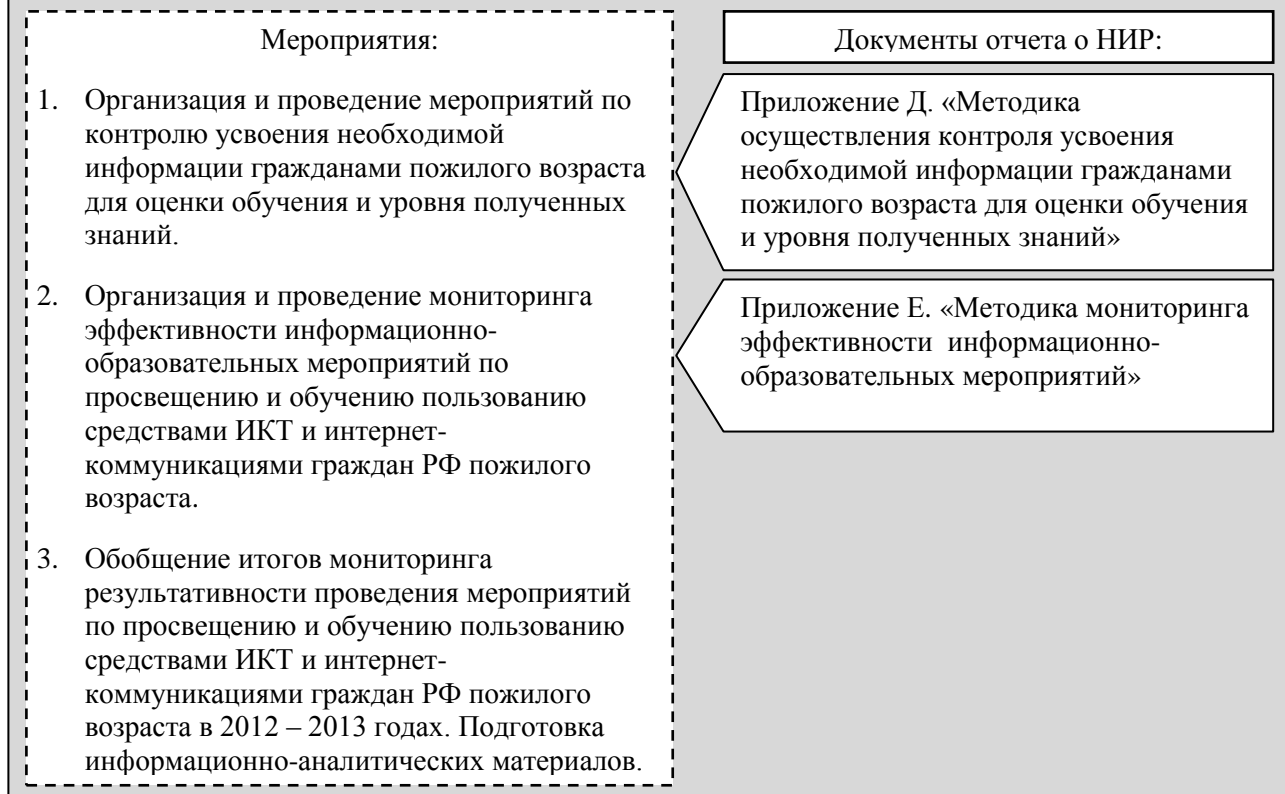 Мероприятия:
1. Организация и проведение мероприятий по
контролю усвоения необходимой
информации гражданами пожилого возраста
для оценки обучения и уровня полученных
знаний.
2. Организация и проведение мониторинга
эффективности информационно-
образовательных мероприятий по
просвещению и обучению пользованию
средствами ИКТ и интернет-
коммуникациями граждан РФ пожилого
возраста.
3. Обобщение итогов мониторинга
результативности проведения мероприятий
по просвещению и обучению пользованию
средствами ИКТ и интернет-
коммуникациями граждан РФ пожилого
возраста в 2012 – 2013 годах. Подготовка
информационно-аналитических материалов.
Документы отчета о НИР:
Приложение Д. «Методика
осуществления контроля усвоения
необходимой информации гражданами
пожилого возраста для оценки обучения
и уровня полученных знаний»
Приложение Е. «Методика мониторинга
эффективности информационно-
образовательных мероприятий»